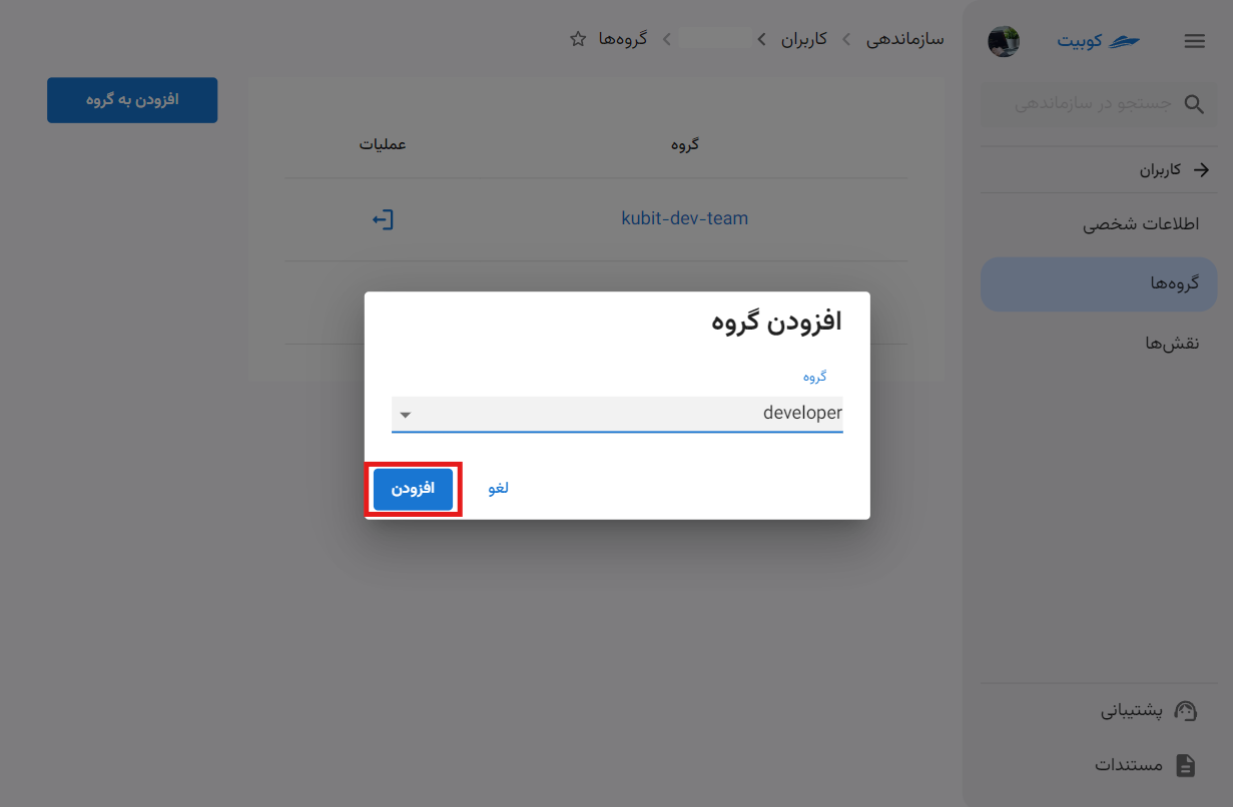 کوبیت
جستجو در سازماندهی
کاربران
اطلاعات شخصی
گروه‌ها
نقش‌ها
پشتیبانی
مستندات
سازماندهی > کاربران > > گروه‌ها
افزودن به گروه
گروه عملیات
kubit-dev-team
افزودن گروه
گروه
developer
لغو افزودن